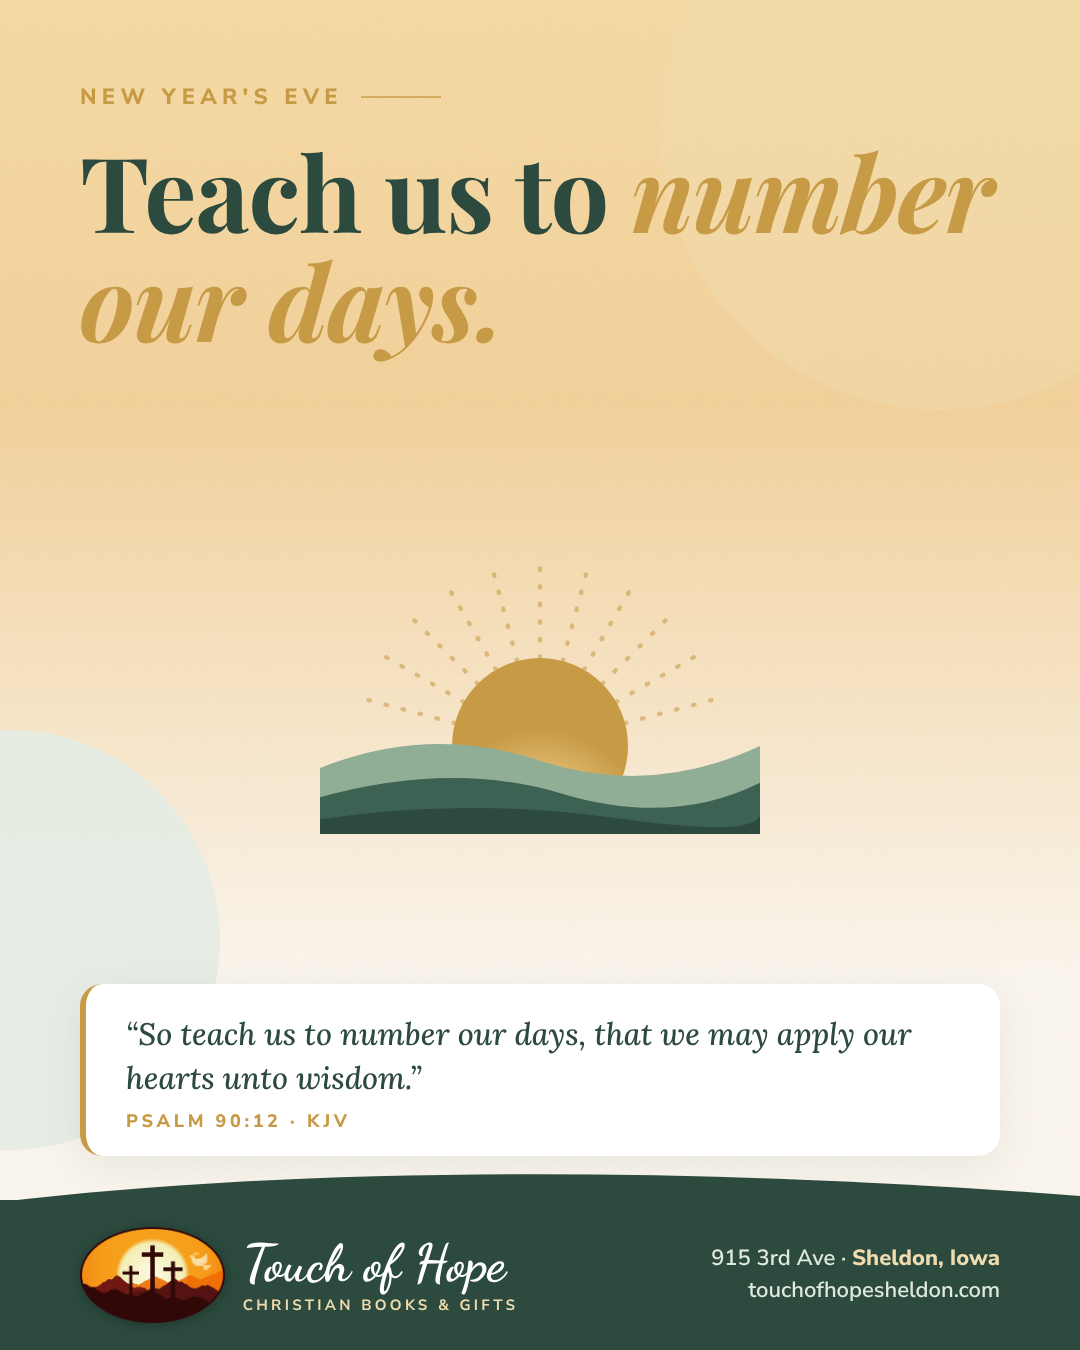 NEW YEAR'S EVE
Teach us to number
our days.
“So teach us to number our days, that we may apply our
hearts unto wisdom.”
PSALM 90:12 · KJV
Touch of Hope
CHRISTIAN BOOKS & GIFTS
915 3rd Ave · Sheldon, Iowa
touchofhopesheldon.com